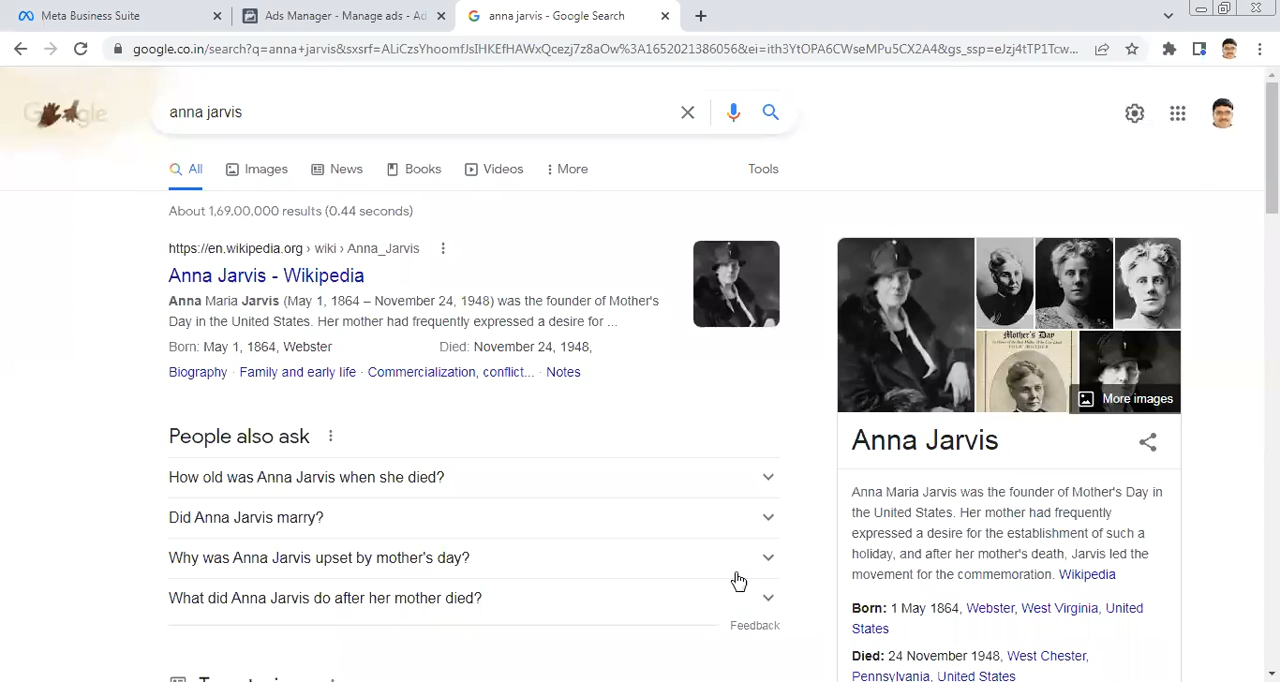 Meta Business Suite
Ads Manager - Manage ads - Ad
anna jarvis - Google Search
google.co.in/search?q=anna+jarvis&sxsrf=ALiCzsYhoomfJsIHKEfHAWxQcezj7z8aOw%3A1652021386056&ei=ith3YtOPA6CWseMPu5CX2A4&gs_ssp=eJzj4tTP1Tcw...
Google
anna jarvis
All
Images
News
Books
Videos
More
Tools
About 1,69,00,000 results (0.44 seconds)
https://en.wikipedia.org › wiki › Anna_Jarvis
Anna Jarvis - Wikipedia
Anna Maria Jarvis (May 1, 1864 – November 24, 1948) was the founder of Mother's
Day in the United States. Her mother had frequently expressed a desire for ...
Born: May 1, 1864, Webster
Died: November 24, 1948,
Biography · Family and early life · Commercialization, conflict... · Notes
People also ask
How old was Anna Jarvis when she died?
Did Anna Jarvis marry?
Why was Anna Jarvis upset by mother's day?
What did Anna Jarvis do after her mother died?
Feedback
Mother's Day
More images
Anna Jarvis
Anna Maria Jarvis was the founder of Mother's Day in
the United States. Her mother had frequently
expressed a desire for the establishment of such a
holiday, and after her mother's death, Jarvis led the
movement for the commemoration. Wikipedia
Born: 1 May 1864, Webster, West Virginia, United
States
Died: 24 November 1948, West Chester,
Pennsylvania, United States